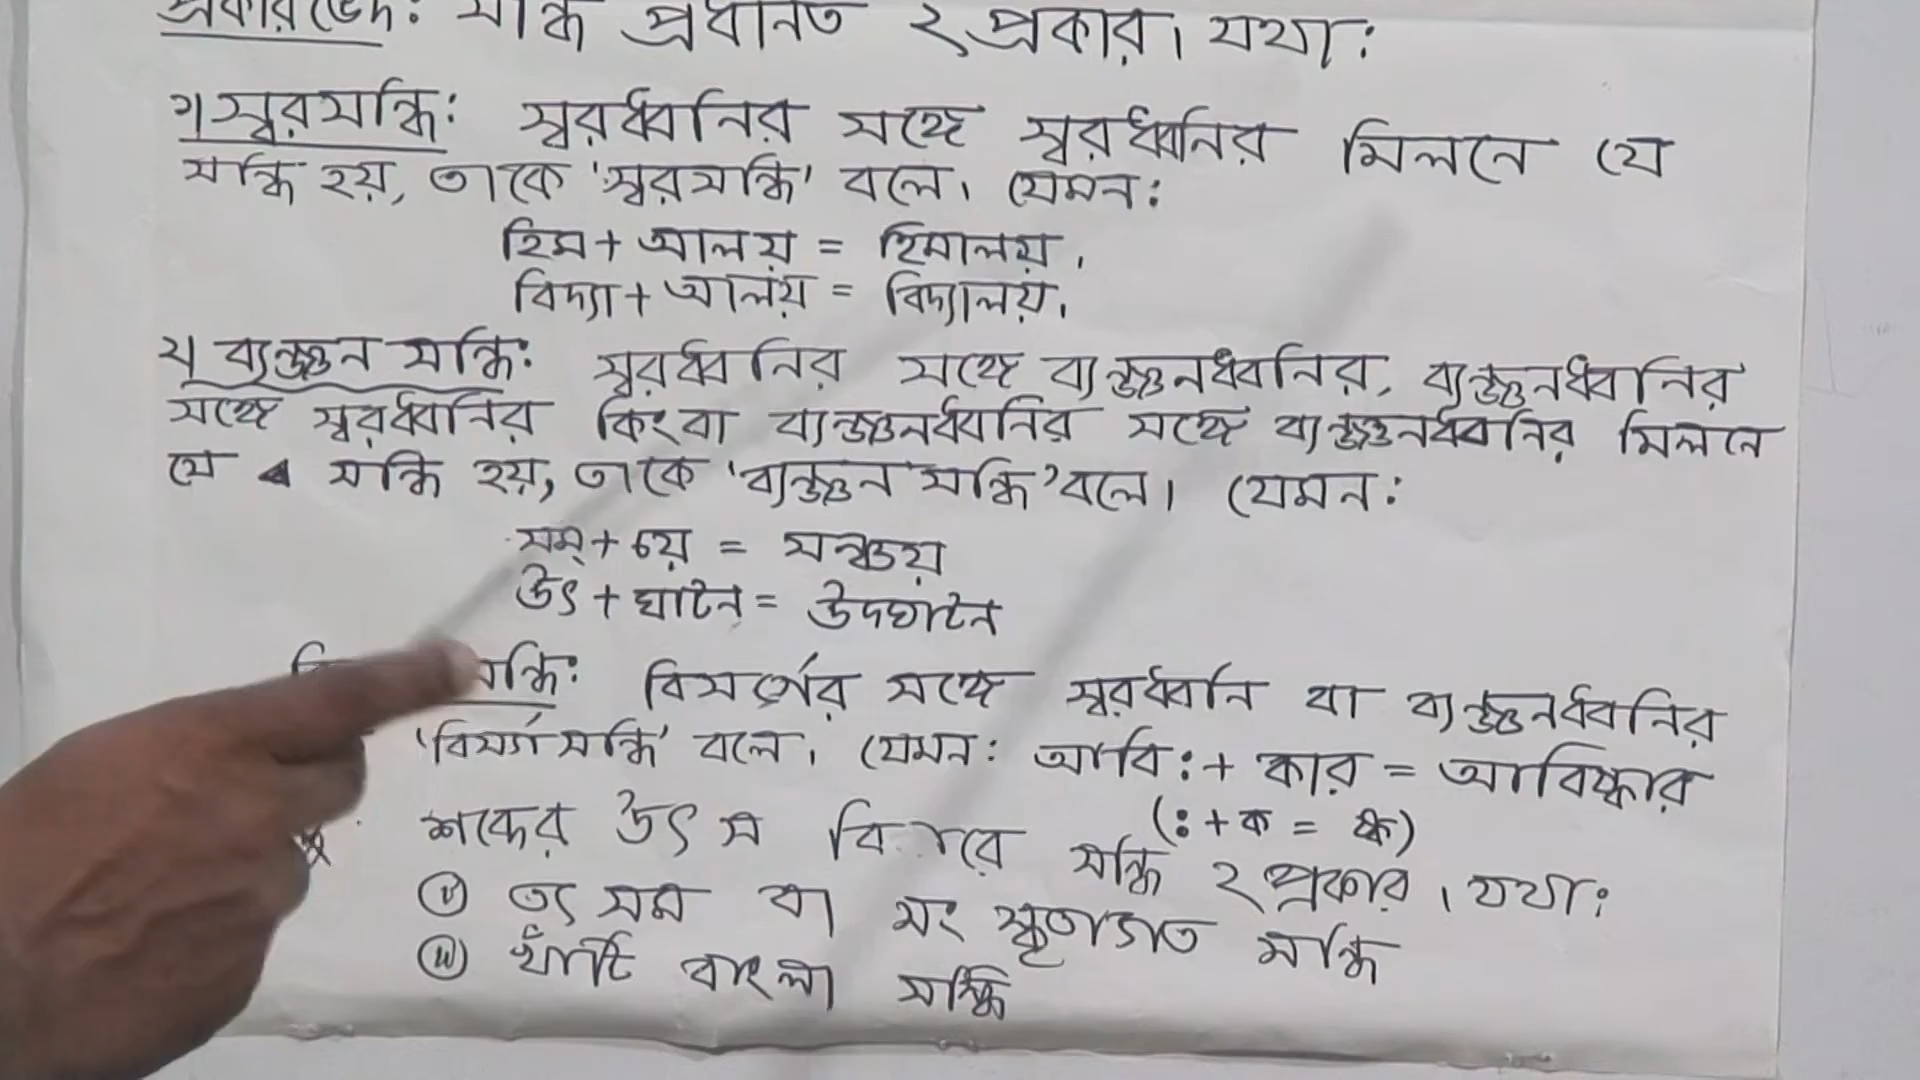 প্রকারভেদ: সন্ধি প্রধানত ২ প্রকার। যথা:
১। স্বরসন্ধি: স্বরধ্বনির সঙ্গে স্বরধ্বনির মিলনে যে
সন্ধি হয়, তাকে 'স্বরসন্ধি' বলে। যেমন:
হিম + আলয় = হিমালয়।
বিদ্যা + আলয় = বিদ্যালয়।
২। ব্যঞ্জন সন্ধি: স্বরধ্বনির সঙ্গে ব্যঞ্জনধ্বনির, ব্যঞ্জনধ্বনির
সঙ্গে স্বরধ্বনির কিংবা ব্যঞ্জনধ্বনির সঙ্গে ব্যঞ্জনধ্বনির মিলনে
যে সন্ধি হয়, তাকে 'ব্যঞ্জন সন্ধি' বলে। যেমন:
সম্ + চয় = সঞ্চয়
উৎ + ঘাটন = উদঘাটন
বিসর্গের সঙ্গে স্বরধ্বনি বা ব্যঞ্জনধ্বনির
'বিসর্গসন্ধি' বলে। যেমন: আবি: + কার = আবিষ্কার
(ঃ + ক = ষ্ক)
শব্দের উৎস সন্ধি ২ প্রকার। যথা:
(i) তৎসম বা সংস্কৃতাগত সন্ধি
(ii) খাঁটি বাংলা সন্ধি